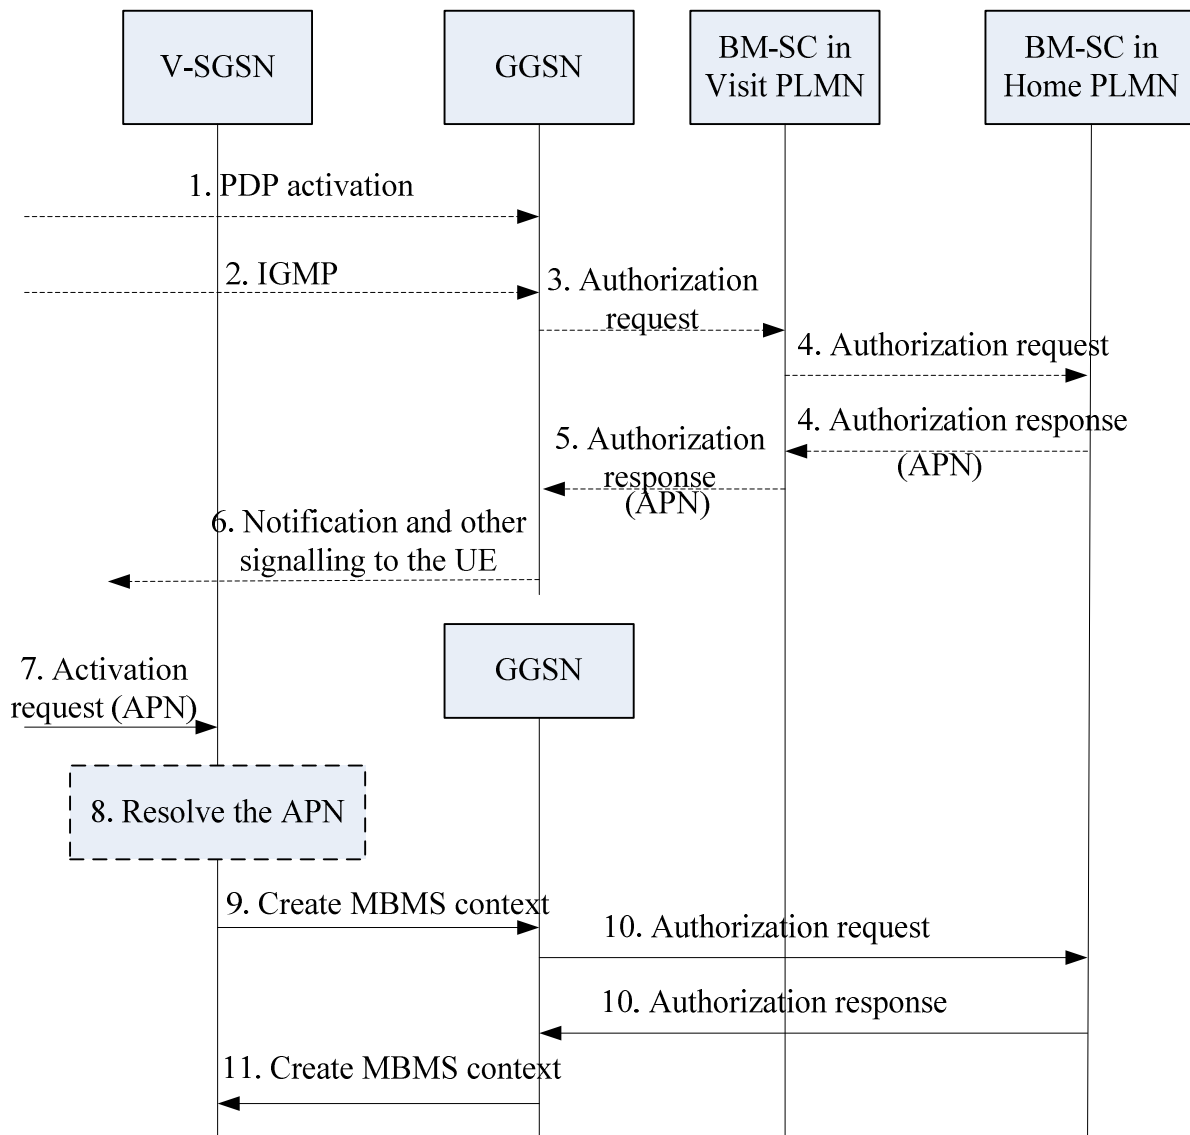 V-SGSN
GGSN
BM-SC in
Visit PLMN
BM-SC in
Home PLMN
1. PDP activation
2. IGMP
3. Authorization
request
4. Authorization request
4. Authorization response
(APN)
5. Authorization
response
(APN)
6. Notification and other
signalling to the UE
GGSN
7. Activation
request (APN)
8. Resolve the APN
9. Create MBMS context
10. Authorization request
10. Authorization response
11. Create MBMS context